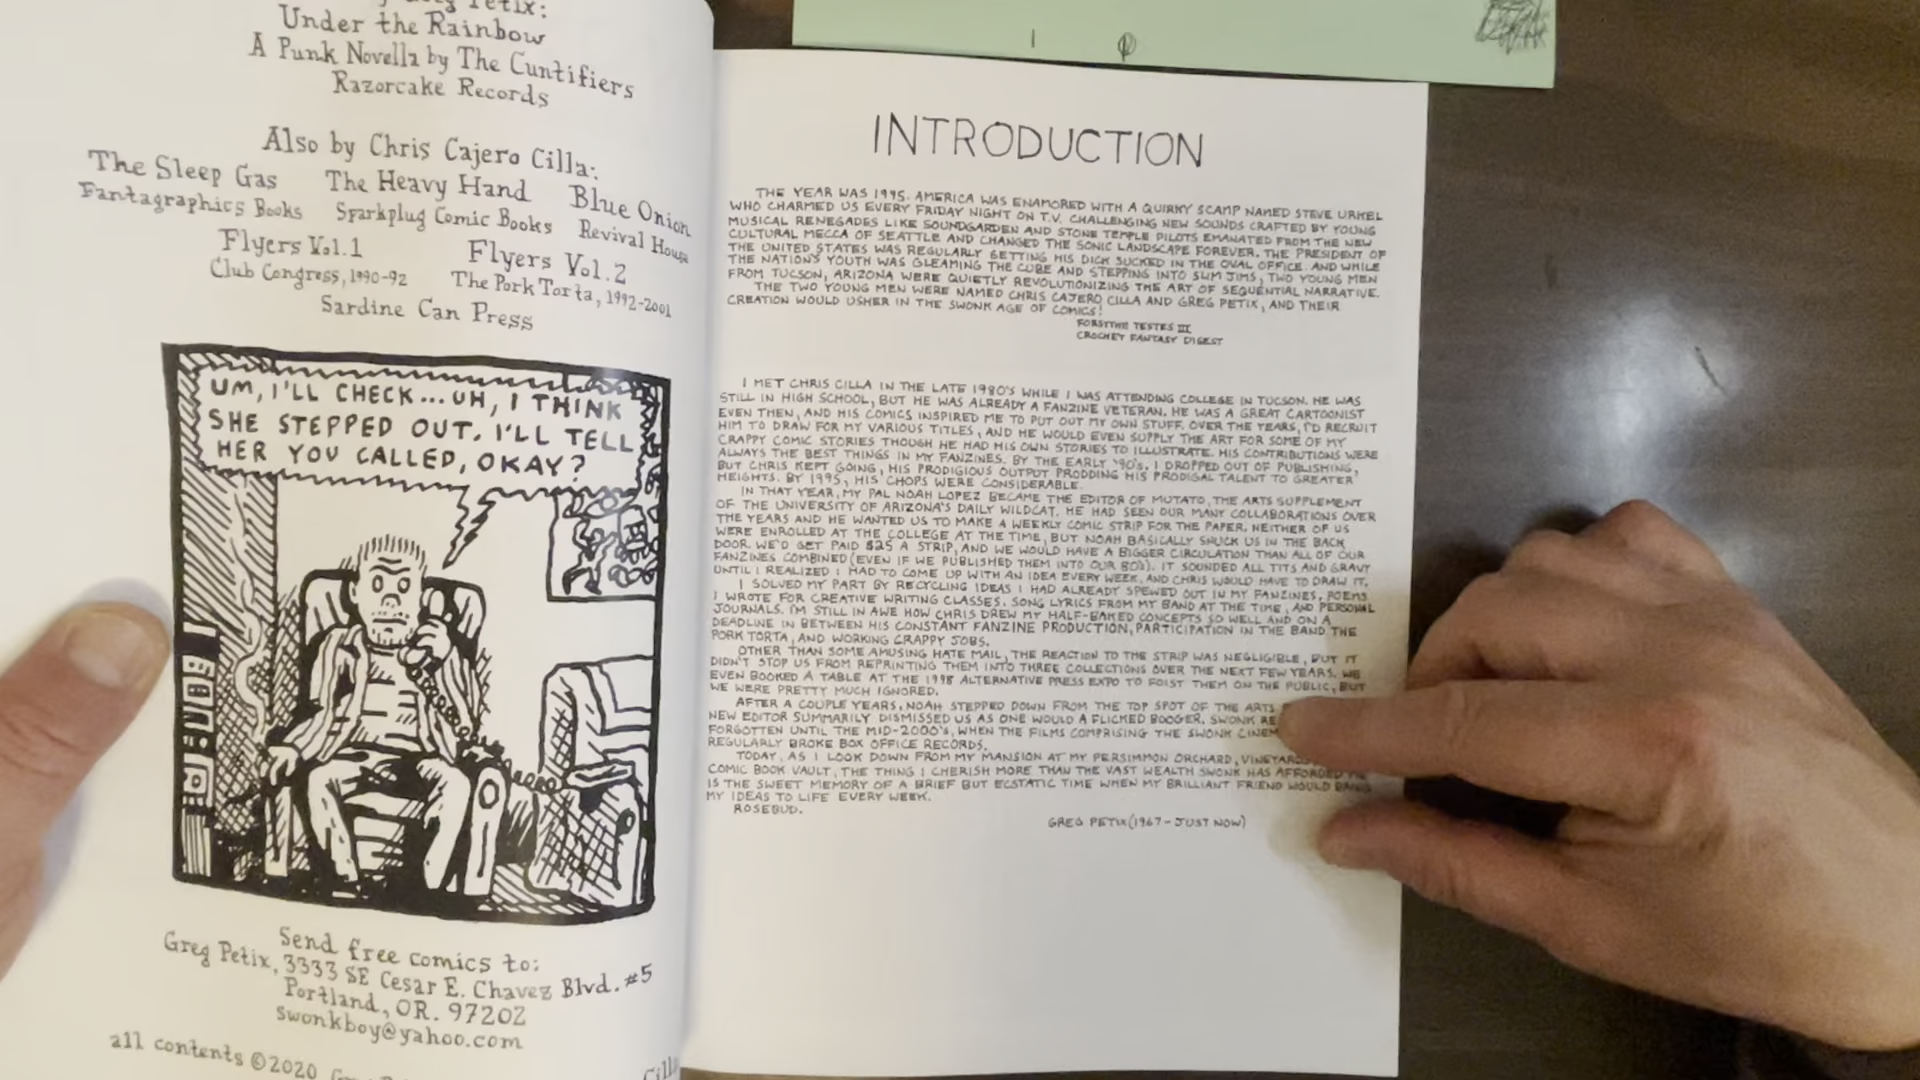 Under the Rainbow
A Punk Novella by The Cuntifiers
Razorcake Records
Also by Chris Cajero Cilla:
The Sleep Gas The Heavy Hand Blue Onion
Fantagraphics Books Sparkplug Comic Books Revival House
Flyers Vol.1 Flyers Vol.2
Club Congress, 1990-92 The Pork Torta, 1992-2001
Sardine Can Press
UM, I'LL CHECK...UH, I THINK
SHE STEPPED OUT. I'LL TELL
HER YOU CALLED, OKAY?
Send free comics to:
Greg Petix, 3333 SE Cesar E. Chavez Blvd. #5
Portland, OR. 97202
swonkboy@yahoo.com
all contents ©2020
INTRODUCTION
THE YEAR WAS 1995. AMERICA WAS ENAMORED WITH A QUIRKY SCAMP NAMED STEVE URKEL
WHO CHARMED US EVERY FRIDAY NIGHT ON T.V. CHALLENGING NEW SOUNDS CRAFTED BY YOUNG
MUSICAL RENEGADES LIKE SOUNDGARDEN AND STONE TEMPLE PILOTS EMANATED FROM THE NEW
CULTURAL MECCA OF SEATTLE AND CHANGED THE SONIC LANDSCAPE FOREVER. THE PRESIDENT OF
THE UNITED STATES WAS REGULARLY GETTING HIS DICK SUCKED IN THE OVAL OFFICE. AND WHILE
THE NATION'S YOUTH WAS GLEAMING THE CUBE AND STEPPING INTO SLIM JIMS, TWO YOUNG MEN
FROM TUCSON, ARIZONA WERE QUIETLY REVOLUTIONIZING THE ART OF SEQUENTIAL NARRATIVE.
THE TWO YOUNG MEN WERE NAMED CHRIS CAJERO CILLA AND GREG PETIX, AND THEIR
CREATION WOULD USHER IN THE SWONK AGE OF COMICS!
FORSYTHE TESTES III
CROCHET FANTASY DIGEST
I MET CHRIS CILLA IN THE LATE 1980'S WHILE I WAS ATTENDING COLLEGE IN TUCSON. HE WAS
STILL IN HIGH SCHOOL, BUT HE WAS ALREADY A FANZINE VETERAN. HE WAS A GREAT CARTOONIST
EVEN THEN, AND HIS COMICS INSPIRED ME TO PUT OUT MY OWN STUFF. OVER THE YEARS, I'D RECRUIT
HIM TO DRAW FOR MY VARIOUS TITLES, AND HE WOULD EVEN SUPPLY THE ART FOR SOME OF MY
CRAPPY COMIC STORIES THOUGH HE HAD HIS OWN STORIES TO ILLUSTRATE. HIS CONTRIBUTIONS WERE
ALWAYS THE BEST THINGS IN MY FANZINES. BY THE EARLY '90's, I DROPPED OUT OF PUBLISHING,
BUT CHRIS KEPT GOING, HIS PRODIGIOUS OUTPUT PRODDING HIS PRODIGAL TALENT TO GREATER
HEIGHTS. BY 1995, HIS CHOPS WERE CONSIDERABLE.
IN THAT YEAR, MY PAL NOAH LOPEZ BECAME THE EDITOR OF MUTATO, THE ARTS SUPPLEMENT
OF THE UNIVERSITY OF ARIZONA'S DAILY WILDCAT. HE HAD SEEN OUR MANY COLLABORATIONS OVER
THE YEARS AND HE WANTED US TO MAKE A WEEKLY COMIC STRIP FOR THE PAPER. NEITHER OF US
WERE ENROLLED AT THE COLLEGE AT THE TIME, BUT NOAH BASICALLY SNUCK US IN THE BACK
DOOR. WE'D GET PAID $25 A STRIP, AND WE WOULD HAVE A BIGGER CIRCULATION THAN ALL OF OUR
FANZINES COMBINED (EVEN IF WE PUBLISHED THEM INTO OUR 80's). IT SOUNDED ALL TITS AND GRAVY
UNTIL I REALIZED I HAD TO COME UP WITH AN IDEA EVERY WEEK, AND CHRIS WOULD HAVE TO DRAW IT.
I SOLVED MY PART BY RECYCLING IDEAS I HAD ALREADY SPEWED OUT IN MY FANZINES, POEMS
I WROTE FOR CREATIVE WRITING CLASSES, SONG LYRICS FROM MY BAND AT THE TIME, AND PERSONAL
JOURNALS. I'M STILL IN AWE HOW CHRIS DREW MY HALF-BAKED CONCEPTS SO WELL AND ON A
DEADLINE IN BETWEEN HIS CONSTANT FANZINE PRODUCTION, PARTICIPATION IN THE BAND THE
PORK TORTA, AND WORKING CRAPPY JOBS.
OTHER THAN SOME AMUSING HATE MAIL, THE REACTION TO THE STRIP WAS NEGLIGIBLE, BUT IT
DIDN'T STOP US FROM REPRINTING THEM INTO THREE COLLECTIONS OVER THE NEXT FEW YEARS. WE
EVEN BOOKED A TABLE AT THE 1998 ALTERNATIVE PRESS EXPO TO FOIST THEM ON THE PUBLIC, BUT
WE WERE PRETTY MUCH IGNORED.
AFTER A COUPLE YEARS, NOAH STEPPED DOWN FROM THE TOP SPOT OF THE ARTS
NEW EDITOR SUMMARILY DISMISSED US AS ONE WOULD A FLICKED BOOGER. SWONK
FORGOTTEN UNTIL THE MID-2000's, WHEN THE FILMS COMPRISING THE SWONK
REGULARLY BROKE BOX OFFICE RECORDS.
TODAY, AS I LOOK DOWN FROM MY MANSION AT MY PERSIMMON ORCHARD, VINEYARDS
COMIC BOOK VAULT, THE THING I CHERISH MORE THAN THE VAST WEALTH SWONK HAS AFFORDED ME
IS THE SWEET MEMORY OF A BRIEF BUT ECSTATIC TIME WHEN MY BRILLIANT FRIEND WOULD BRING
MY IDEAS TO LIFE EVERY WEEK.
ROSEBUD.
GREG PETIX (1967 - JUST NOW)